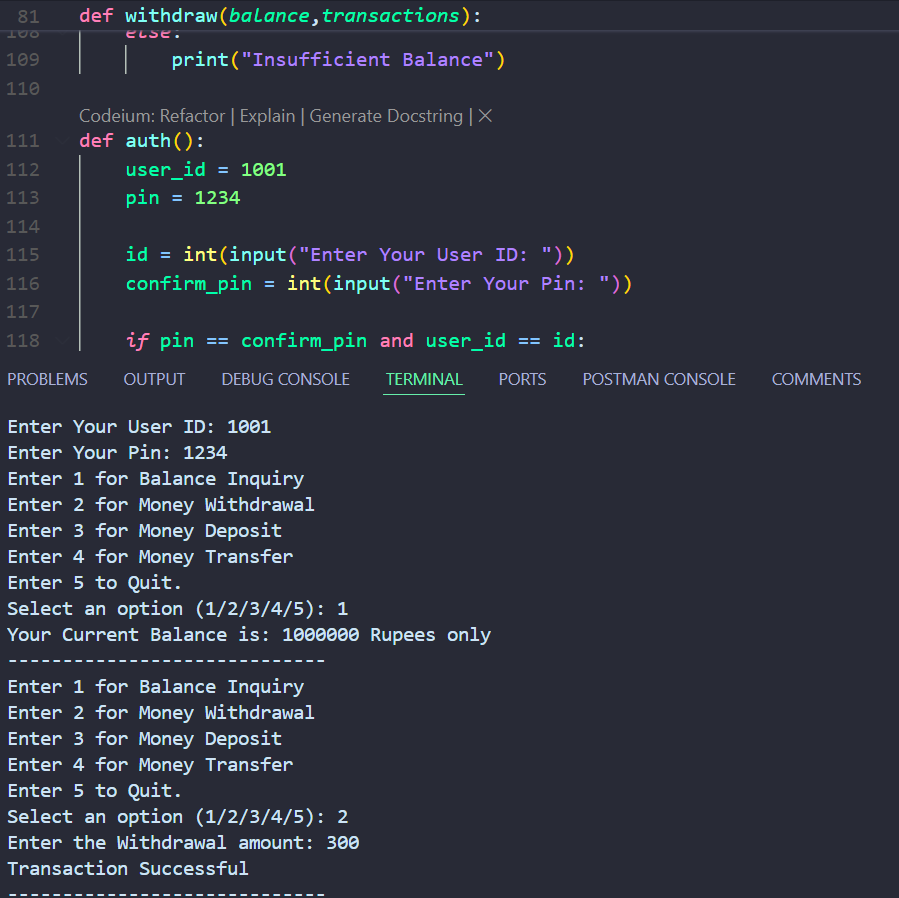 81 def withdraw(balance,transactions):
108 else:
109 print("Insufficient Balance")
110
Codeium: Refactor | Explain | Generate Docstring | ×
111 def auth():
112 user_id = 1001
113 pin = 1234
114
115 id = int(input("Enter Your User ID: "))
116 confirm_pin = int(input("Enter Your Pin: "))
117
118 if pin == confirm_pin and user_id == id:
PROBLEMS OUTPUT DEBUG CONSOLE TERMINAL PORTS POSTMAN CONSOLE COMMENTS
Enter Your User ID: 1001
Enter Your Pin: 1234
Enter 1 for Balance Inquiry
Enter 2 for Money Withdrawal
Enter 3 for Money Deposit
Enter 4 for Money Transfer
Enter 5 to Quit.
Select an option (1/2/3/4/5): 1
Your Current Balance is: 1000000 Rupees only
-----------------------------
Enter 1 for Balance Inquiry
Enter 2 for Money Withdrawal
Enter 3 for Money Deposit
Enter 4 for Money Transfer
Enter 5 to Quit.
Select an option (1/2/3/4/5): 2
Enter the Withdrawal amount: 300
Transaction Successful
-----------------------------